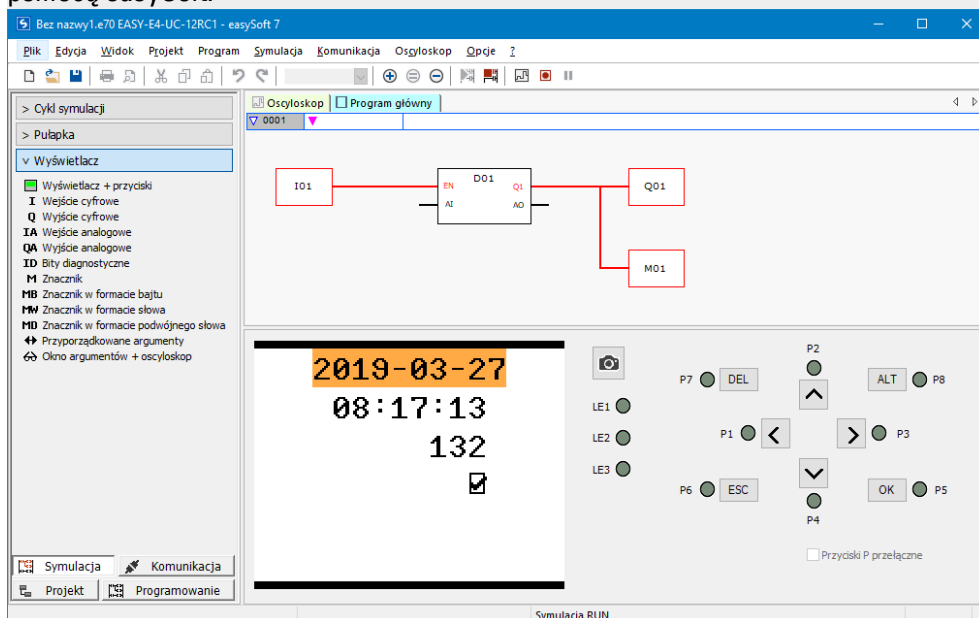 pomocą easySoft.
Bez nazwy1.e70 EASY-E4-UC-12RC1 - easySoft 7
Plik Edycja Widok Projekt Program Symulacja Komunikacja Oscyloskop Opcje ?
> Cykl symulacji
> Pułapka
v Wyświetlacz
Wyświetlacz + przyciski
I Wejście cyfrowe
Q Wyjście cyfrowe
IA Wejście analogowe
QA Wyjście analogowe
ID Bity diagnostyczne
M Znacznik
MB Znacznik w formacie bajtu
MW Znacznik w formacie słowa
MD Znacznik w formacie podwójnego słowa
Przyporządkowane argumenty
Okno argumentów + oscyloskop
Symulacja Komunikacja
Projekt Programowanie
Oscyloskop Program główny
0001
I01
D01
EN Q1
AI AO
Q01
M01
2019-03-27
08:17:13
132
LE1
LE2
LE3
P2
P7 DEL ALT P8
P1 P3
P6 ESC OK P5
P4
Przyciski P przełączne
Symulacja RUN